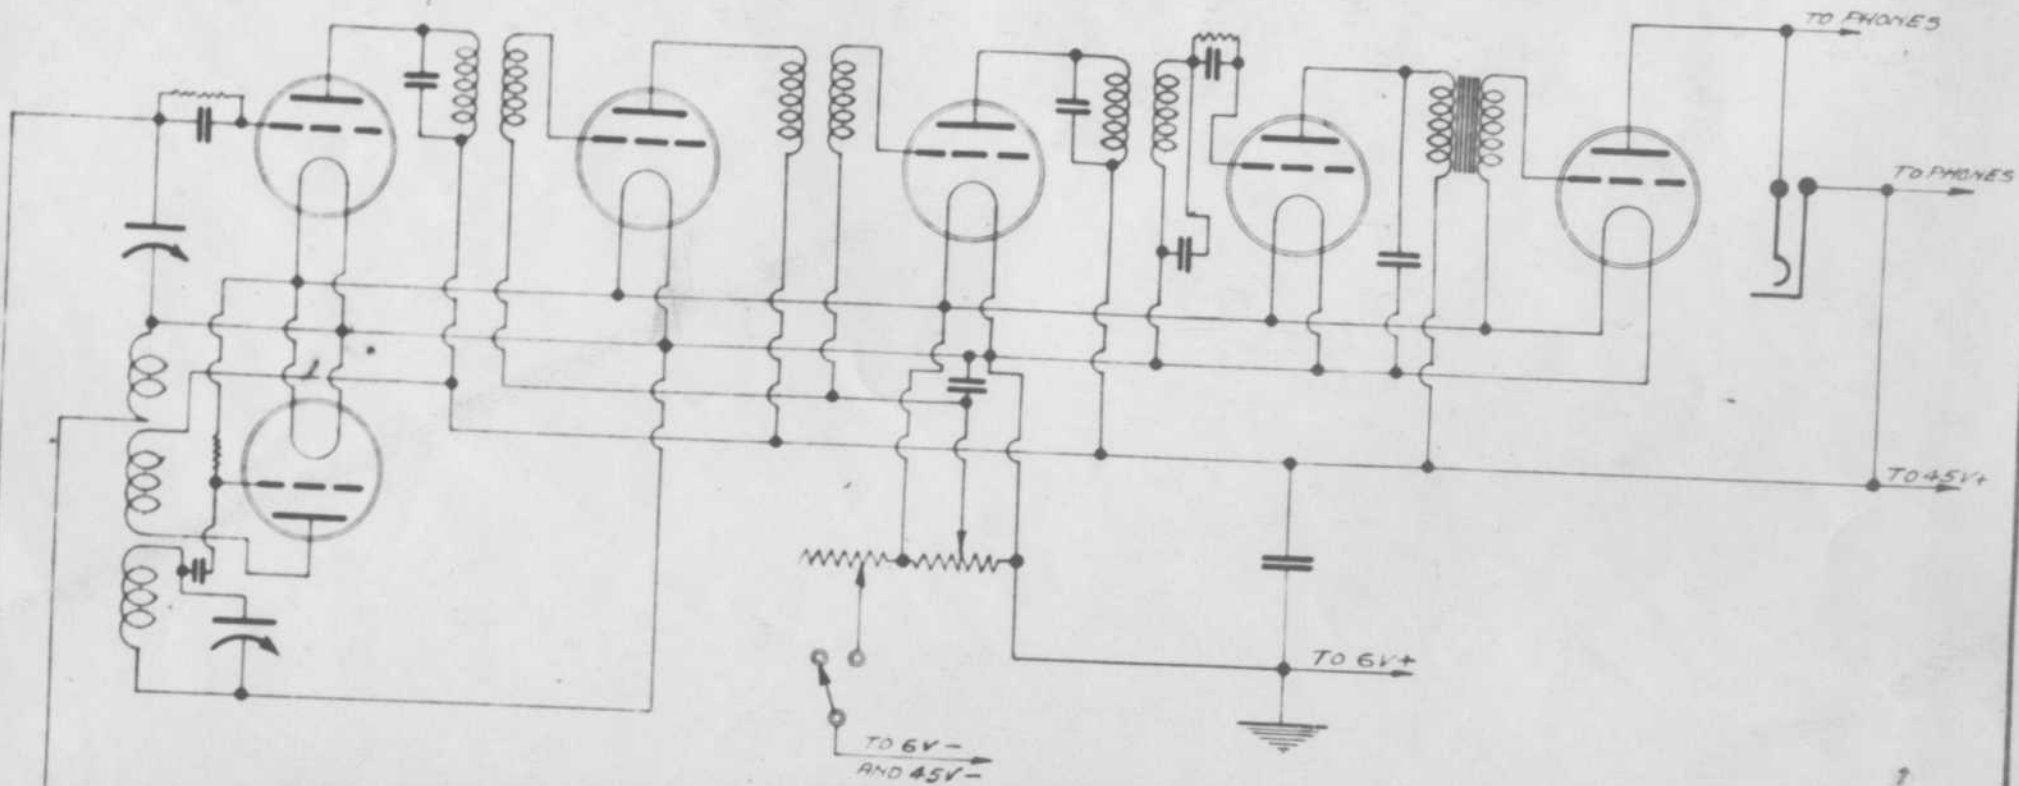 TO PHONES
TO PHONES
TO 45V+
TO 6V+
TO 6V-
AND 45V-